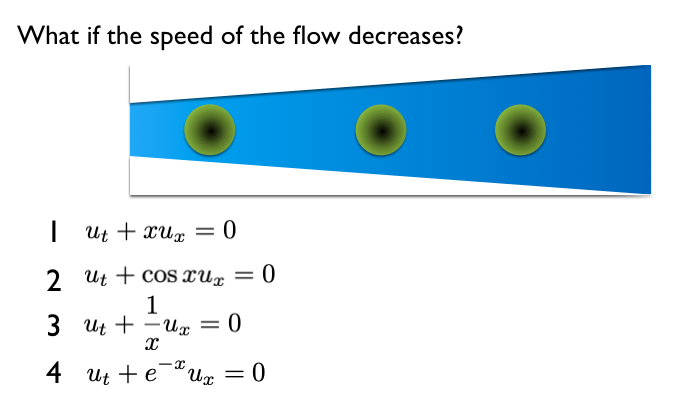 What if the speed of the flow decreases?
1 $u_t + xu_x = 0$
2 $u_t + \cos xu_x = 0$
3 $u_t + \frac{1}{x}u_x = 0$
4 $u_t + e^{-x}u_x = 0$